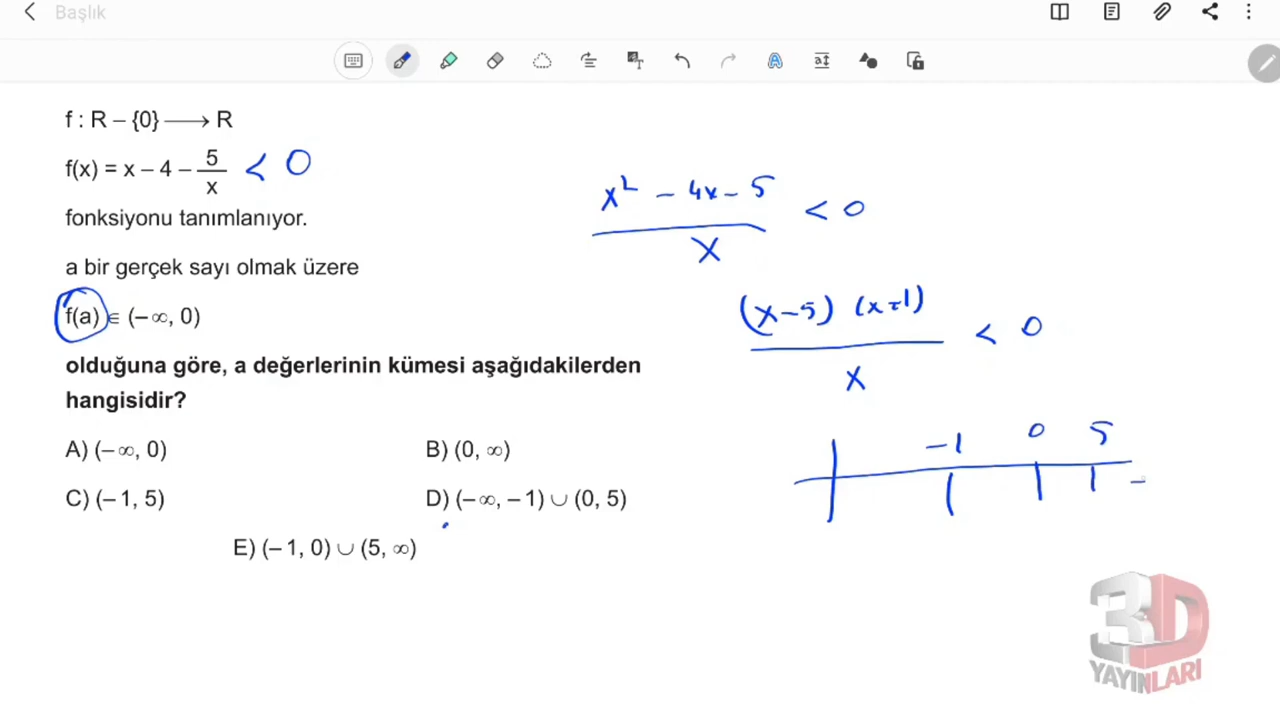 Başlık
f : R – {0} ⟶ R
f(x) = x – 4 – 5/x < 0
fonksiyonu tanımlanıyor.
a bir gerçek sayı olmak üzere
f(a) ∈ (– ∞, 0)
olduğuna göre, a değerlerinin kümesi aşağıdakilerden
hangisidir?
A) (– ∞, 0)
B) (0, ∞)
C) (– 1, 5)
D) (– ∞, – 1) ∪ (0, 5)
E) (– 1, 0) ∪ (5, ∞)
x² – 4x – 5 < 0
x
(x – 5) (x + 1) < 0
x
–1 0 5
3D
YAYINLARI